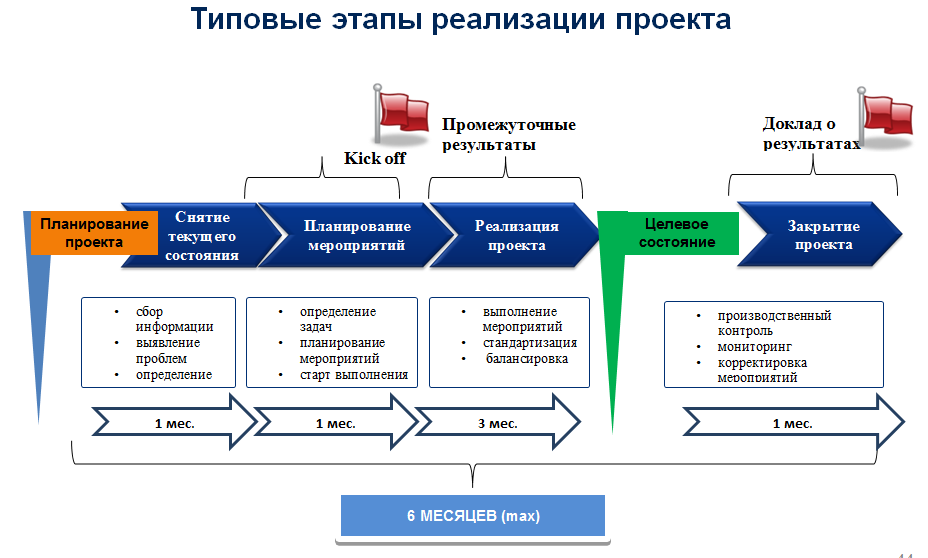 Типовые этапы реализации проекта
Kick off
Промежуточные
результаты
Доклад о
результатах
Планирование
проекта
Снятие
текущего
состояния
Планирование
мероприятий
Реализация
проекта
Целевое
состояние
Закрытие
проекта
• сбор
информации
• выявление
проблем
• определение
• определение
задач
• планирование
мероприятий
• старт выполнения
• выполнение
мероприятий
• стандартизация
• балансировка
• производственный
контроль
• мониторинг
• корректировка
мероприятий
1 мес.
1 мес.
3 мес.
1 мес.
6 МЕСЯЦЕВ (max)